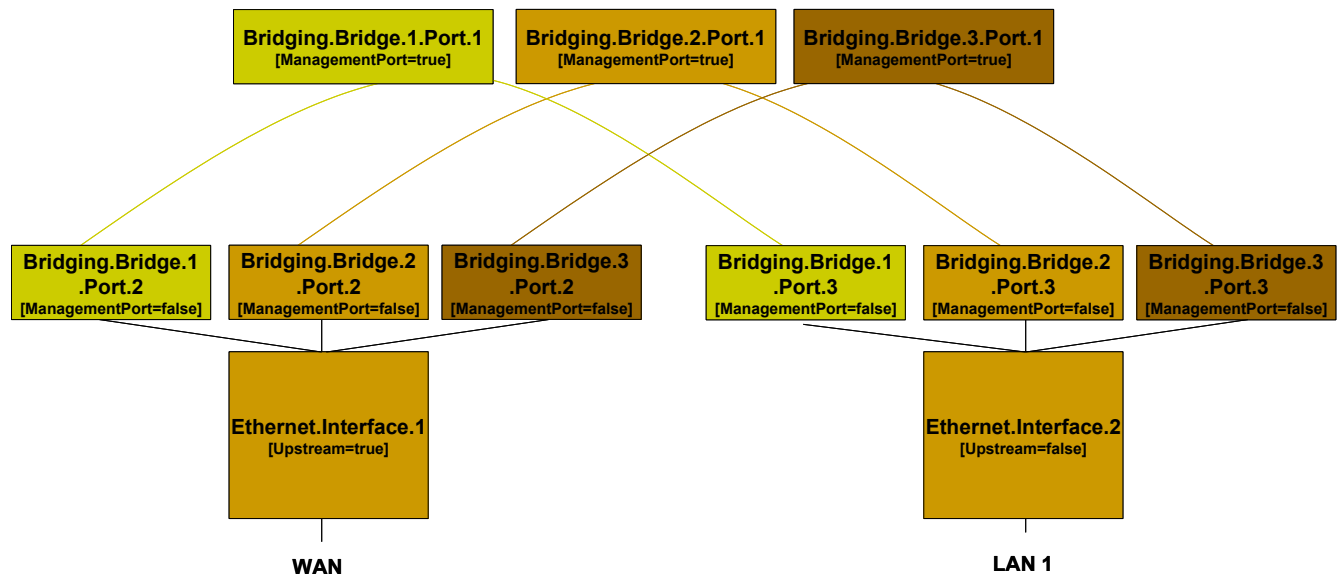 Bridging.Bridge.1.Port.1
[ManagementPort=true]
Bridging.Bridge.2.Port.1
[ManagementPort=true]
Bridging.Bridge.3.Port.1
[ManagementPort=true]
Bridging.Bridge.1
.Port.2
[ManagementPort=false]
Bridging.Bridge.2
.Port.2
[ManagementPort=false]
Bridging.Bridge.3
.Port.2
[ManagementPort=false]
Bridging.Bridge.1
.Port.3
[ManagementPort=false]
Bridging.Bridge.2
.Port.3
[ManagementPort=false]
Bridging.Bridge.3
.Port.3
[ManagementPort=false]
Ethernet.Interface.1
[Upstream=true]
Ethernet.Interface.2
[Upstream=false]
WAN
LAN 1